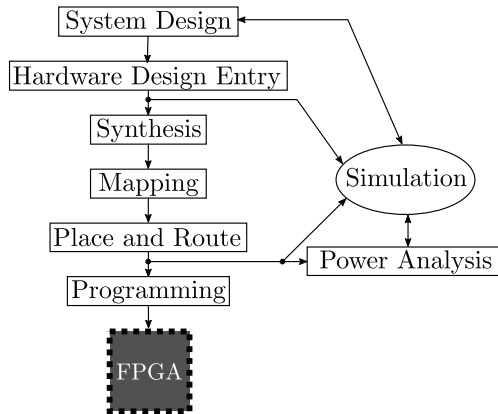 System Design
Hardware Design Entry
Synthesis
Mapping
Simulation
Place and Route
Power Analysis
Programming
FPGA